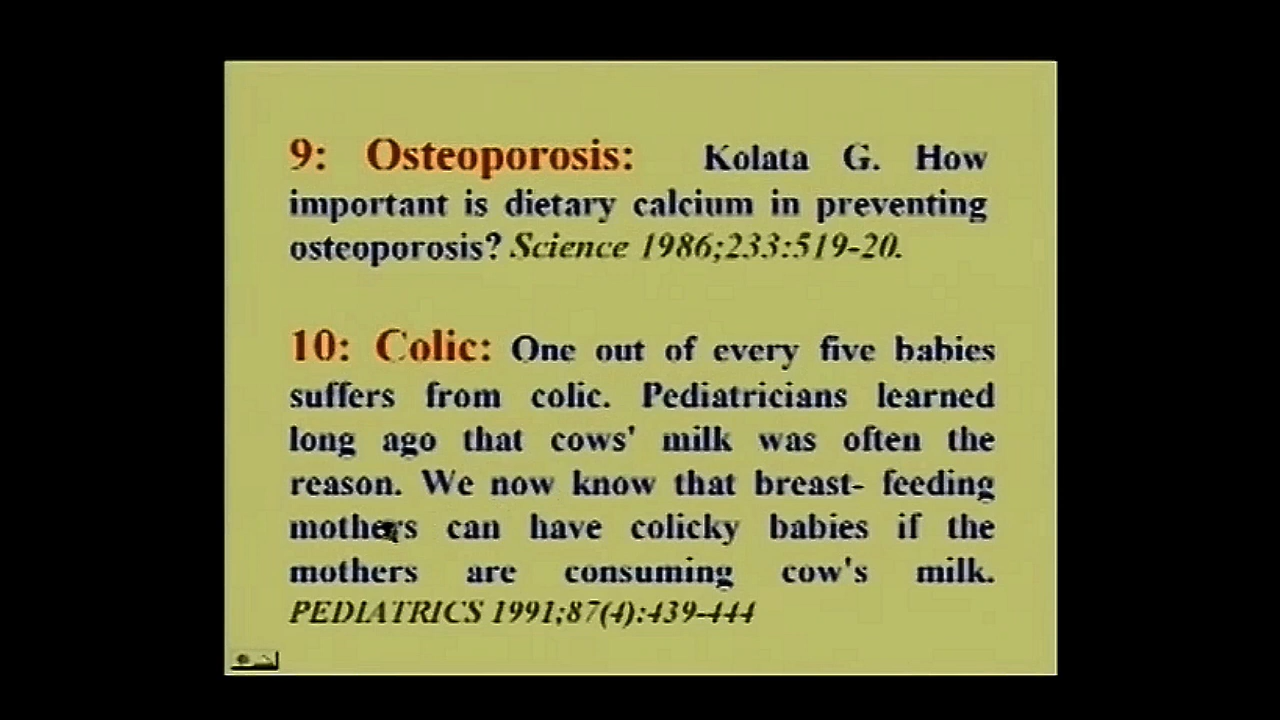 9: Osteoporosis: Kolata G. How
important is dietary calcium in preventing
osteoporosis? Science 1986;233:519-20.
10: Colic: One out of every five babies
suffers from colic. Pediatricians learned
long ago that cows' milk was often the
reason. We now know that breast- feeding
mothers can have colicky babies if the
mothers are consuming cow's milk.
PEDIATRICS 1991;87(4):439-444